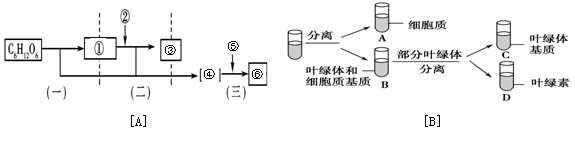 ② ⑤
C₆H₁₂O₆ ① ③ [④] ⑥
(一) (二) (三)
[A]
分离
细胞质
A
叶绿体和
细胞质基质
B
部分叶绿体
分离
叶绿体
基质
C
叶绿素
D
[B]